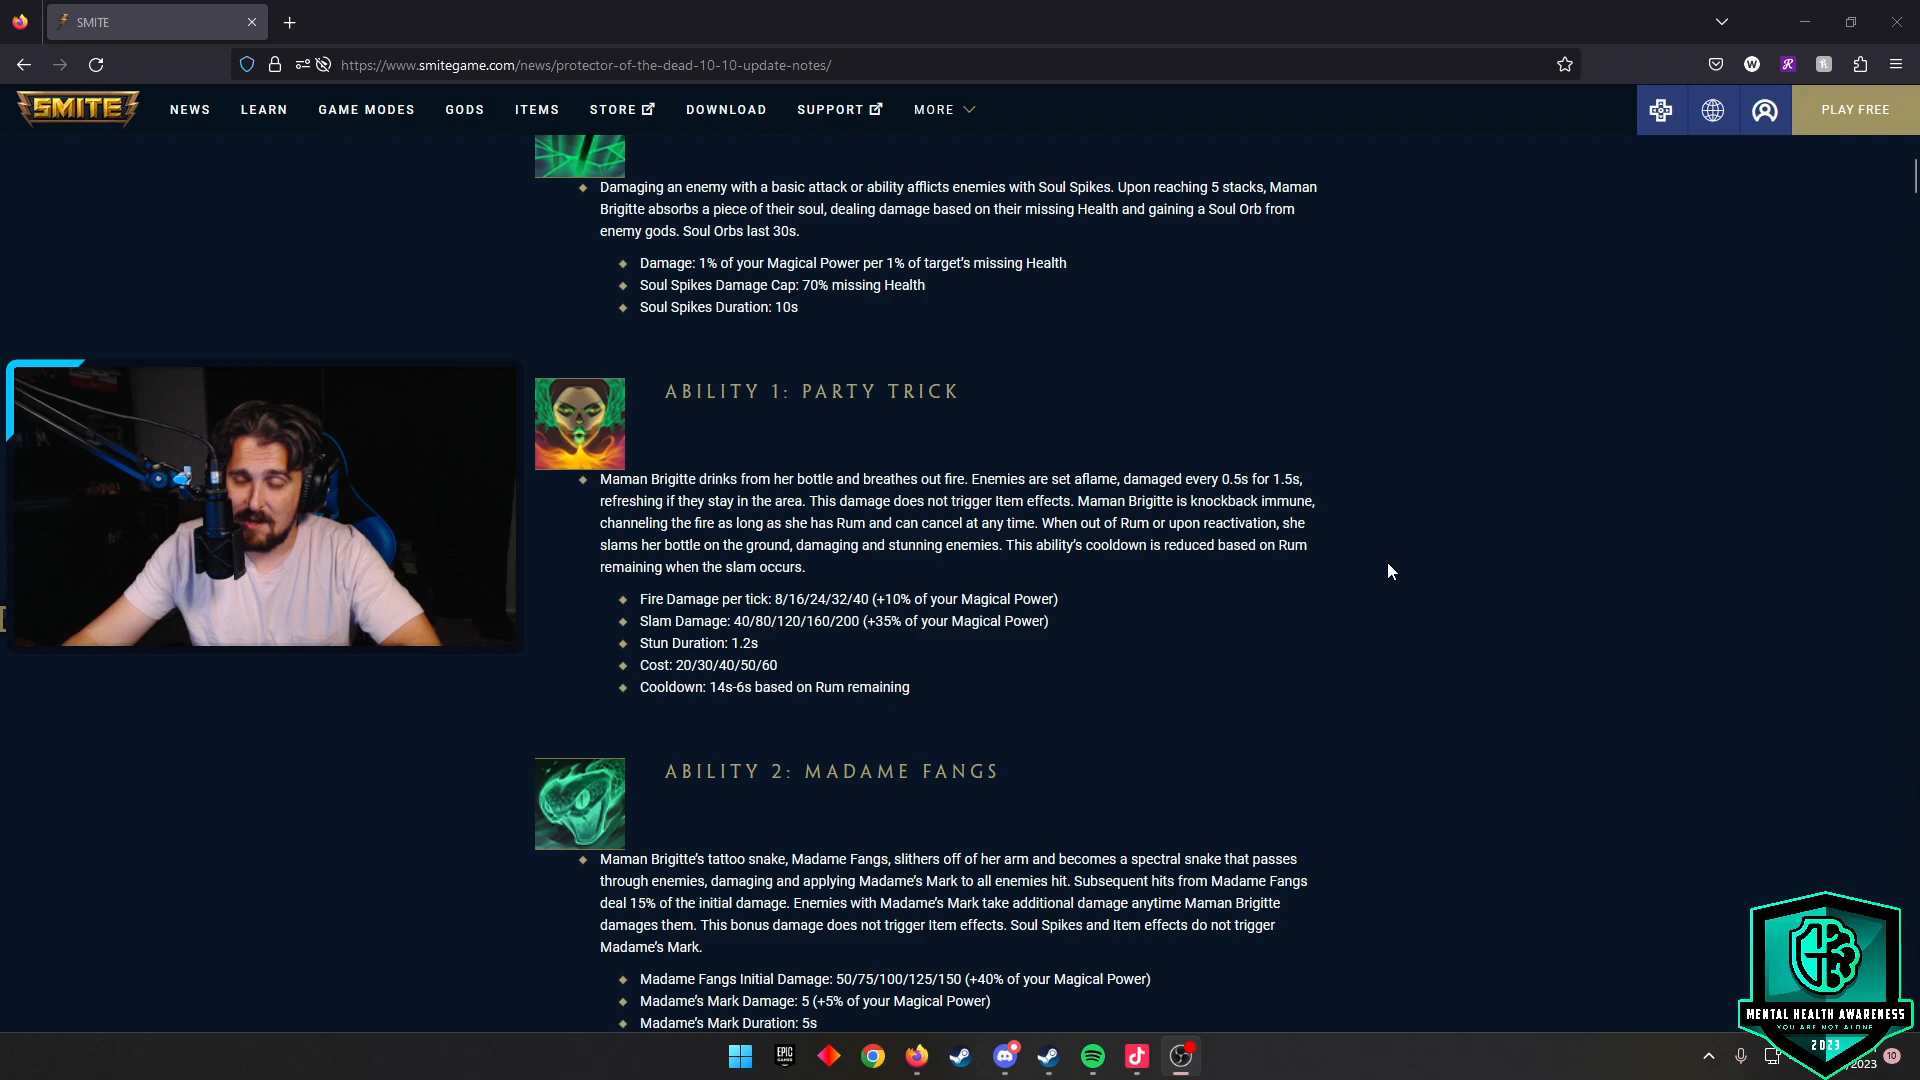 SMITE
https://www.smitegame.com/news/protector-of-the-dead-10-10-update-notes/
SMITE NEWS LEARN GAME MODES GODS ITEMS STORE DOWNLOAD SUPPORT MORE PLAY FREE
Damaging an enemy with a basic attack or ability afflicts enemies with Soul Spikes. Upon reaching 5 stacks, Maman
Brigitte absorbs a piece of their soul, dealing damage based on their missing Health and gaining a Soul Orb from
enemy gods. Soul Orbs last 30s.
Damage: 1% of your Magical Power per 1% of target's missing Health
Soul Spikes Damage Cap: 70% missing Health
Soul Spikes Duration: 10s
ABILITY 1: PARTY TRICK
Maman Brigitte drinks from her bottle and breathes out fire. Enemies are set aflame, damaged every 0.5s for 1.5s,
refreshing if they stay in the area. This damage does not trigger Item effects. Maman Brigitte is knockback immune,
channeling the fire as long as she has Rum and can cancel at any time. When out of Rum or upon reactivation, she
slams her bottle on the ground, damaging and stunning enemies. This ability's cooldown is reduced based on Rum
remaining when the slam occurs.
Fire Damage per tick: 8/16/24/32/40 (+10% of your Magical Power)
Slam Damage: 40/80/120/160/200 (+35% of your Magical Power)
Stun Duration: 1.2s
Cost: 20/30/40/50/60
Cooldown: 14s-6s based on Rum remaining
ABILITY 2: MADAME FANGS
Maman Brigitte's tattoo snake, Madame Fangs, slithers off of her arm and becomes a spectral snake that passes
through enemies, damaging and applying Madame's Mark to all enemies hit. Subsequent hits from Madame Fangs
deal 15% of the initial damage. Enemies with Madame's Mark take additional damage anytime Maman Brigitte
damages them. This bonus damage does not trigger Item effects. Soul Spikes and Item effects do not trigger
Madame's Mark.
Madame Fangs Initial Damage: 50/75/100/125/150 (+40% of your Magical Power)
Madame's Mark Damage: 5 (+5% of your Magical Power)
Madame's Mark Duration: 5s
MENTAL HEALTH AWARENESS
YOU ARE NOT ALONE
2023
EPIC
GAMES
2023
10